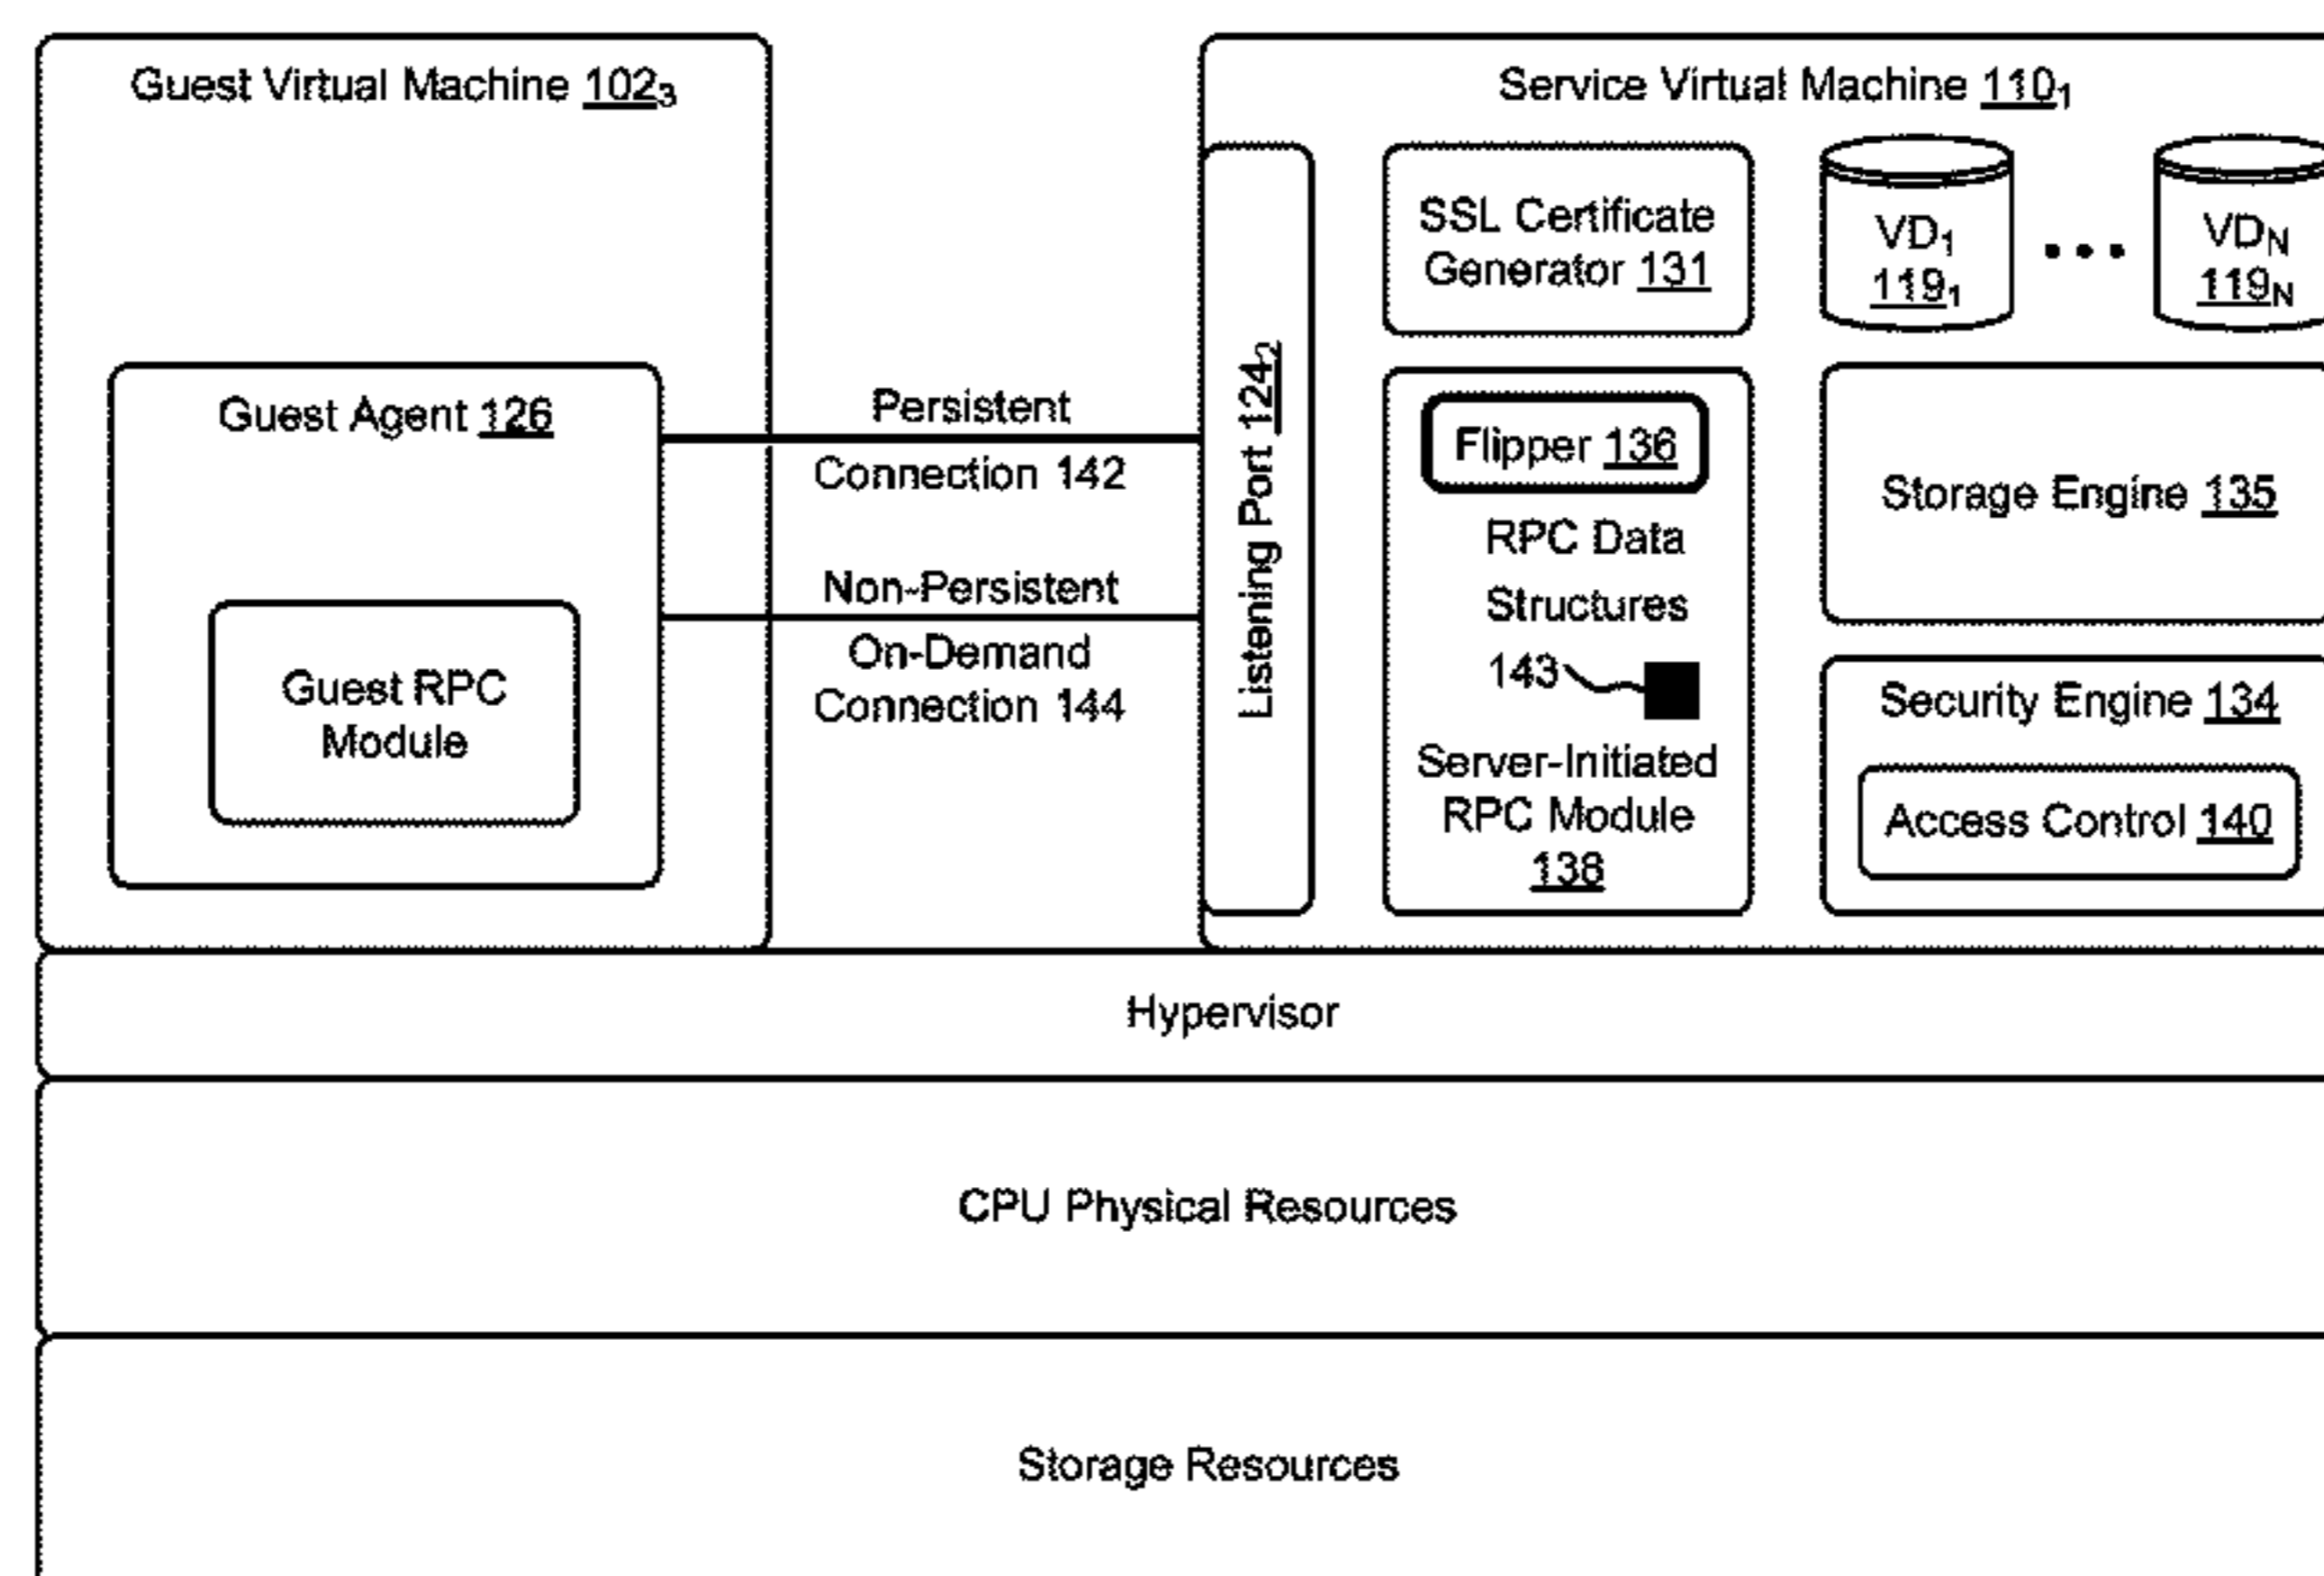 Guest Virtual Machine 102₃
Guest Agent 126
Guest RPC
Module
Persistent
Connection 142
Non-Persistent
On-Demand
Connection 144
Service Virtual Machine 110₁
Listening Port 124₂
SSL Certificate
Generator 131
VD₁
119₁
...
VD_N
119_N
Flipper 136
RPC Data
Structures
143
Server-Initiated
RPC Module
138
Storage Engine 135
Security Engine 134
Access Control 140
Hypervisor
CPU Physical Resources
Storage Resources